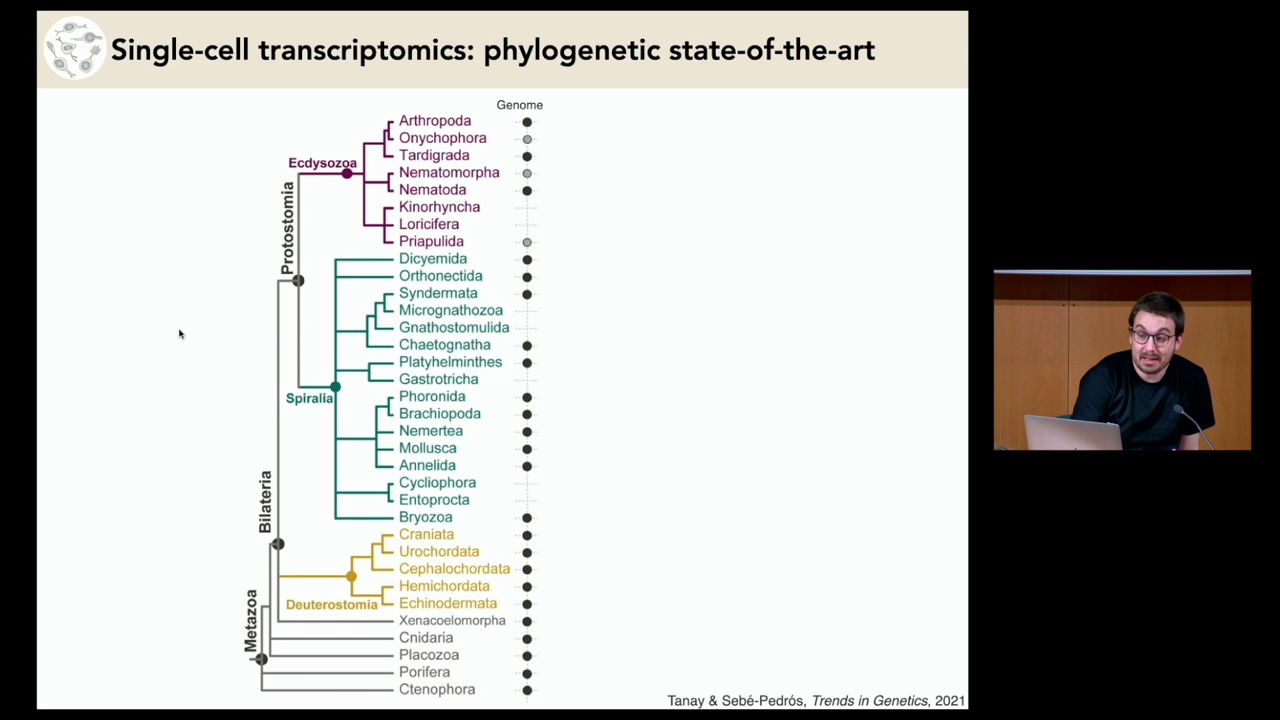 Single-cell transcriptomics: phylogenetic state-of-the-art
Genome
Arthropoda
Onychophora
Tardigrada
Ecdysozoa
Nematomorpha
Nematoda
Kinorhyncha
Loricifera
Priapulida
Protostomia
Dicyemida
Orthonectida
Syndermata
Micrognathozoa
Gnathostomulida
Chaetognatha
Platyhelminthes
Gastrotricha
Spiralia
Phoronida
Brachiopoda
Nemertea
Mollusca
Annelida
Cycliophora
Entoprocta
Bryozoa
Bilateria
Craniata
Urochordata
Cephalochordata
Hemichordata
Deuterostomia
Echinodermata
Xenacoelomorpha
Metazoa
Cnidaria
Placozoa
Porifera
Ctenophora
Tanay & Sebé-Pedrós, Trends in Genetics, 2021